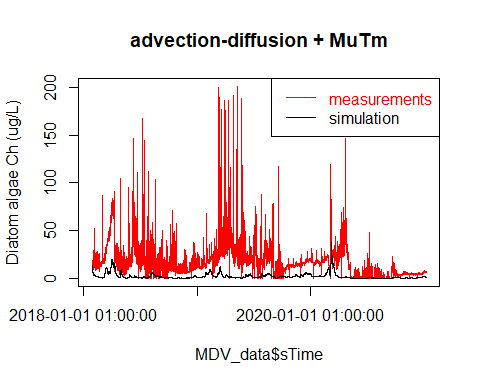 advection-diffusion + MuTm
Diatom algae Ch (ug/L)
200
150
100
50
0
measurements
simulation
2018-01-01 01:00:00
2020-01-01 01:00:00
MDV_data$sTime